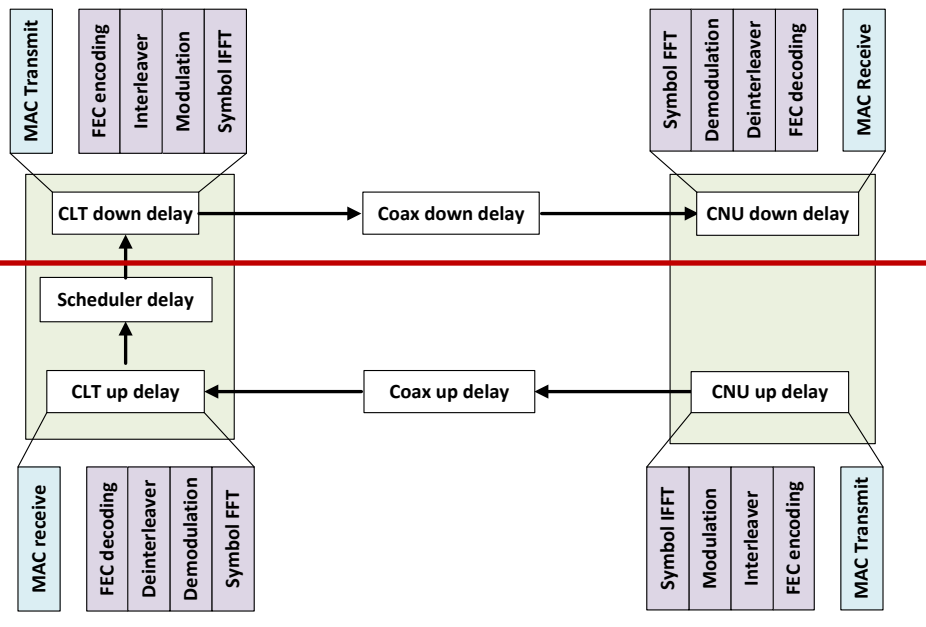 MAC Transmit
FEC encoding
Interleaver
Modulation
Symbol IFFT
Symbol FFT
Demodulation
Deinterleaver
FEC decoding
MAC Receive
CLT down delay
Coax down delay
CNU down delay
Scheduler delay
CLT up delay
Coax up delay
CNU up delay
MAC receive
FEC decoding
Deinterleaver
Demodulation
Symbol FFT
Symbol IFFT
Modulation
Interleaver
FEC encoding
MAC Transmit